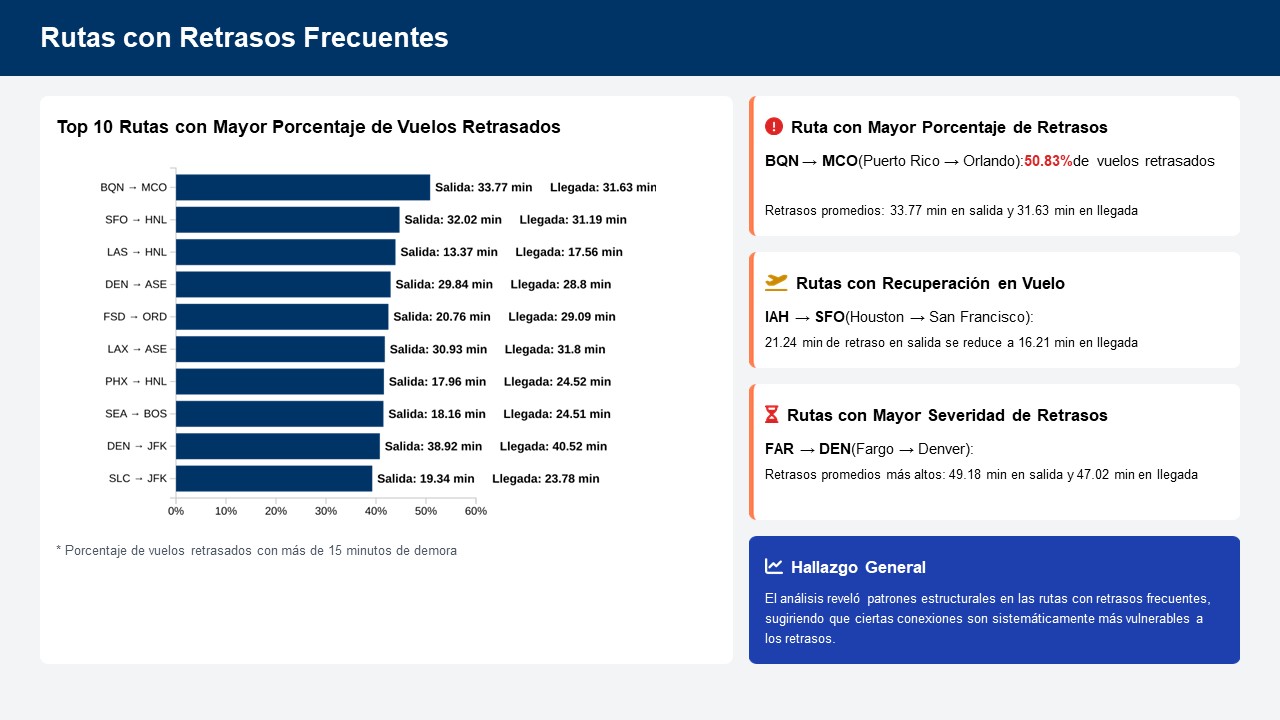 Rutas con Retrasos Frecuentes
Top 10 Rutas con Mayor Porcentaje de Vuelos Retrasados
BQN → MCO Salida: 33.77 min Llegada: 31.63 min
SFO → HNL Salida: 32.02 min Llegada: 31.19 min
LAS → HNL Salida: 13.37 min Llegada: 17.56 min
DEN → ASE Salida: 29.84 min Llegada: 28.8 min
FSD → ORD Salida: 20.76 min Llegada: 29.09 min
LAX → ASE Salida: 30.93 min Llegada: 31.8 min
PHX → HNL Salida: 17.96 min Llegada: 24.52 min
SEA → BOS Salida: 18.16 min Llegada: 24.51 min
DEN → JFK Salida: 38.92 min Llegada: 40.52 min
SLC → JFK Salida: 19.34 min Llegada: 23.78 min
0% 10% 20% 30% 40% 50% 60%
* Porcentaje de vuelos retrasados con más de 15 minutos de demora
Ruta con Mayor Porcentaje de Retrasos
BQN → MCO(Puerto Rico → Orlando):50.83%de vuelos retrasados
Retrasos promedios: 33.77 min en salida y 31.63 min en llegada
Rutas con Recuperación en Vuelo
IAH → SFO(Houston → San Francisco):
21.24 min de retraso en salida se reduce a 16.21 min en llegada
Rutas con Mayor Severidad de Retrasos
FAR → DEN(Fargo → Denver):
Retrasos promedios más altos: 49.18 min en salida y 47.02 min en llegada
Hallazgo General
El análisis reveló patrones estructurales en las rutas con retrasos frecuentes,
sugiriendo que ciertas conexiones son sistemáticamente más vulnerables a
los retrasos.